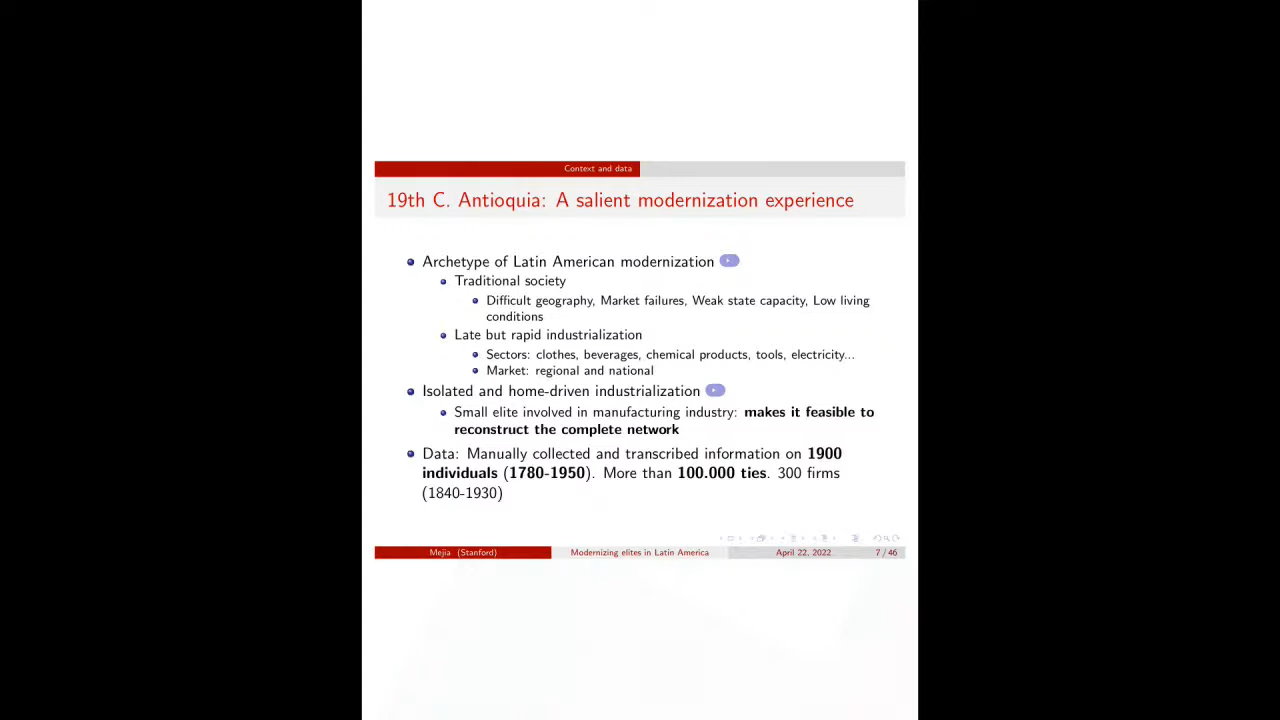 Context and data
19th C. Antioquia: A salient modernization experience
Archetype of Latin American modernization
Traditional society
Difficult geography, Market failures, Weak state capacity, Low living
conditions
Late but rapid industrialization
Sectors: clothes, beverages, chemical products, tools, electricity...
Market: regional and national
Isolated and home-driven industrialization
Small elite involved in manufacturing industry: makes it feasible to
reconstruct the complete network
Data: Manually collected and transcribed information on 1900
individuals (1780-1950). More than 100.000 ties. 300 firms
(1840-1930)
Mejia (Stanford) Modernizing elites in Latin America April 22, 2022 7 / 46